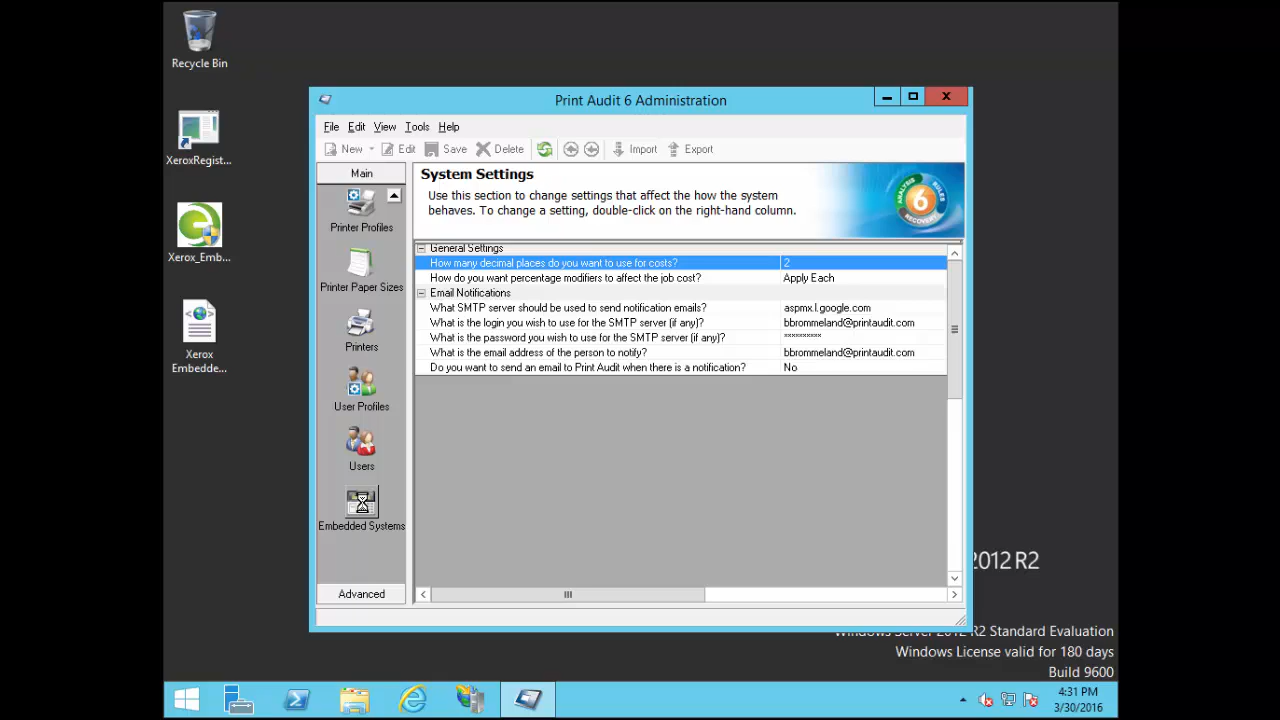 Recycle Bin
XeroxRegist...
Xerox_Emb...
Xerox
Embedde...
Print Audit 6 Administration
File Edit View Tools Help
New Edit Save Delete Import Export
Main
Printer Profiles
Printer Paper Sizes
Printers
User Profiles
Users
Embedded Systems
Advanced
System Settings
Use this section to change settings that affect the how the system
behaves. To change a setting, double-click on the right-hand column.
ANALYSIS RULES RECOVERY 6
General Settings
How many decimal places do you want to use for costs? 2
How do you want percentage modifiers to affect the job cost? Apply Each
Email Notifications
What SMTP server should be used to send notification emails? aspmx.l.google.com
What is the login you wish to use for the SMTP server (if any)? bbrommeland@printaudit.com
What is the password you wish to use for the SMTP server (if any)? **********
What is the email address of the person to notify? bbrommeland@printaudit.com
Do you want to send an email to Print Audit when there is a notification? No
2012 R2
Windows Server 2012 R2 Standard Evaluation
Windows License valid for 180 days
Build 9600
4:31 PM
3/30/2016